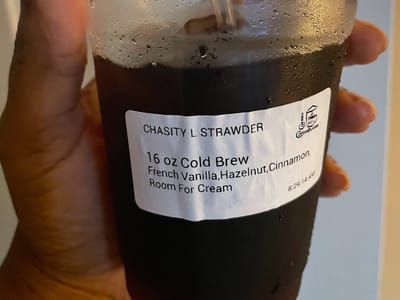 CHASITY L STRAWDER
16 oz Cold Brew
French Vanilla,Hazelnut,Cinnamon,
Room For Cream
8:29:14 AM